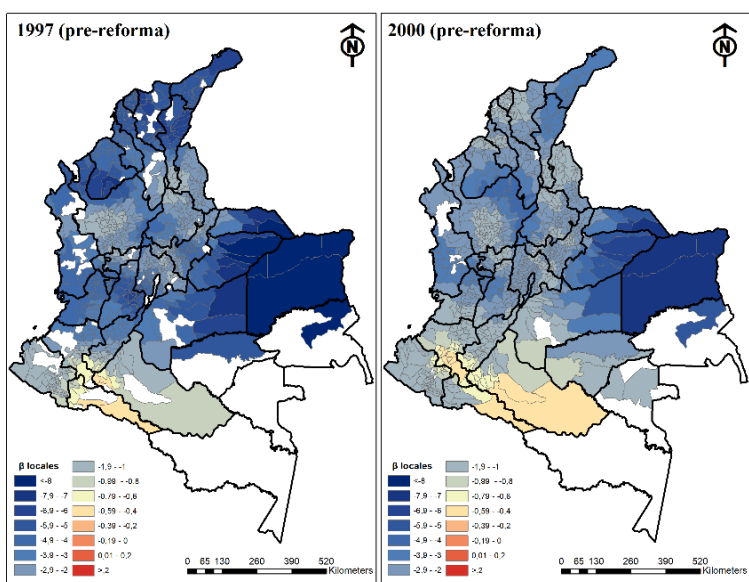 1997 (pre-reforma)
N
β locales
<-8
-7,9 - -7
-6,9 - -6
-5,9 - -5
-4,9 - -4
-3,9 - -3
-2,9 - -2
-1,9 - -1
-0,99 - -0,8
-0,79 - -0,6
-0,59 - -0,4
-0,39 - -0,2
-0,19 - 0
0,01 - 0,2
>,2
0 65 130 260 390 520
Kilometers
2000 (pre-reforma)
N
β locales
<-8
-7,9 - -7
-6,9 - -6
-5,9 - -5
-4,9 - -4
-3,9 - -3
-2,9 - -2
-1,9 - -1
-0,99 - -0,8
-0,79 - -0,6
-0,59 - -0,4
-0,39 - -0,2
-0,19 - 0
0,01 - 0,2
>,2
0 65 130 260 390 520
Kilometers